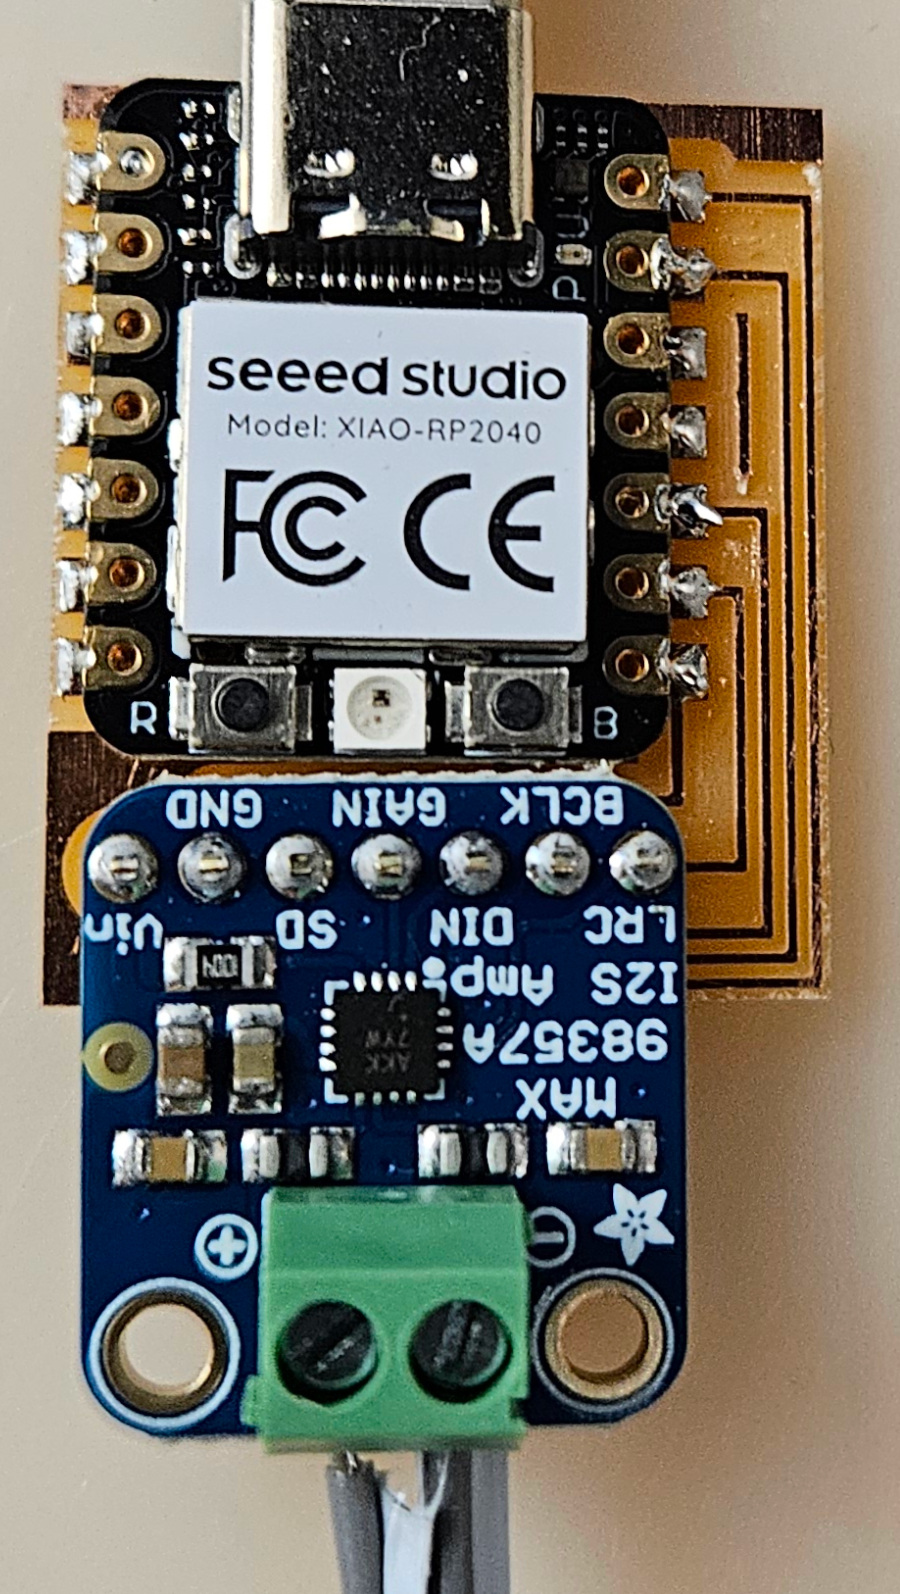 seeed studio
Model: XIAO-RP2040
FC CE
R
B
GND GAIN BCLK
Vin SD DIN LRC
I2S Amp
98357A
MAX
1004
AKK
7YW
+
-